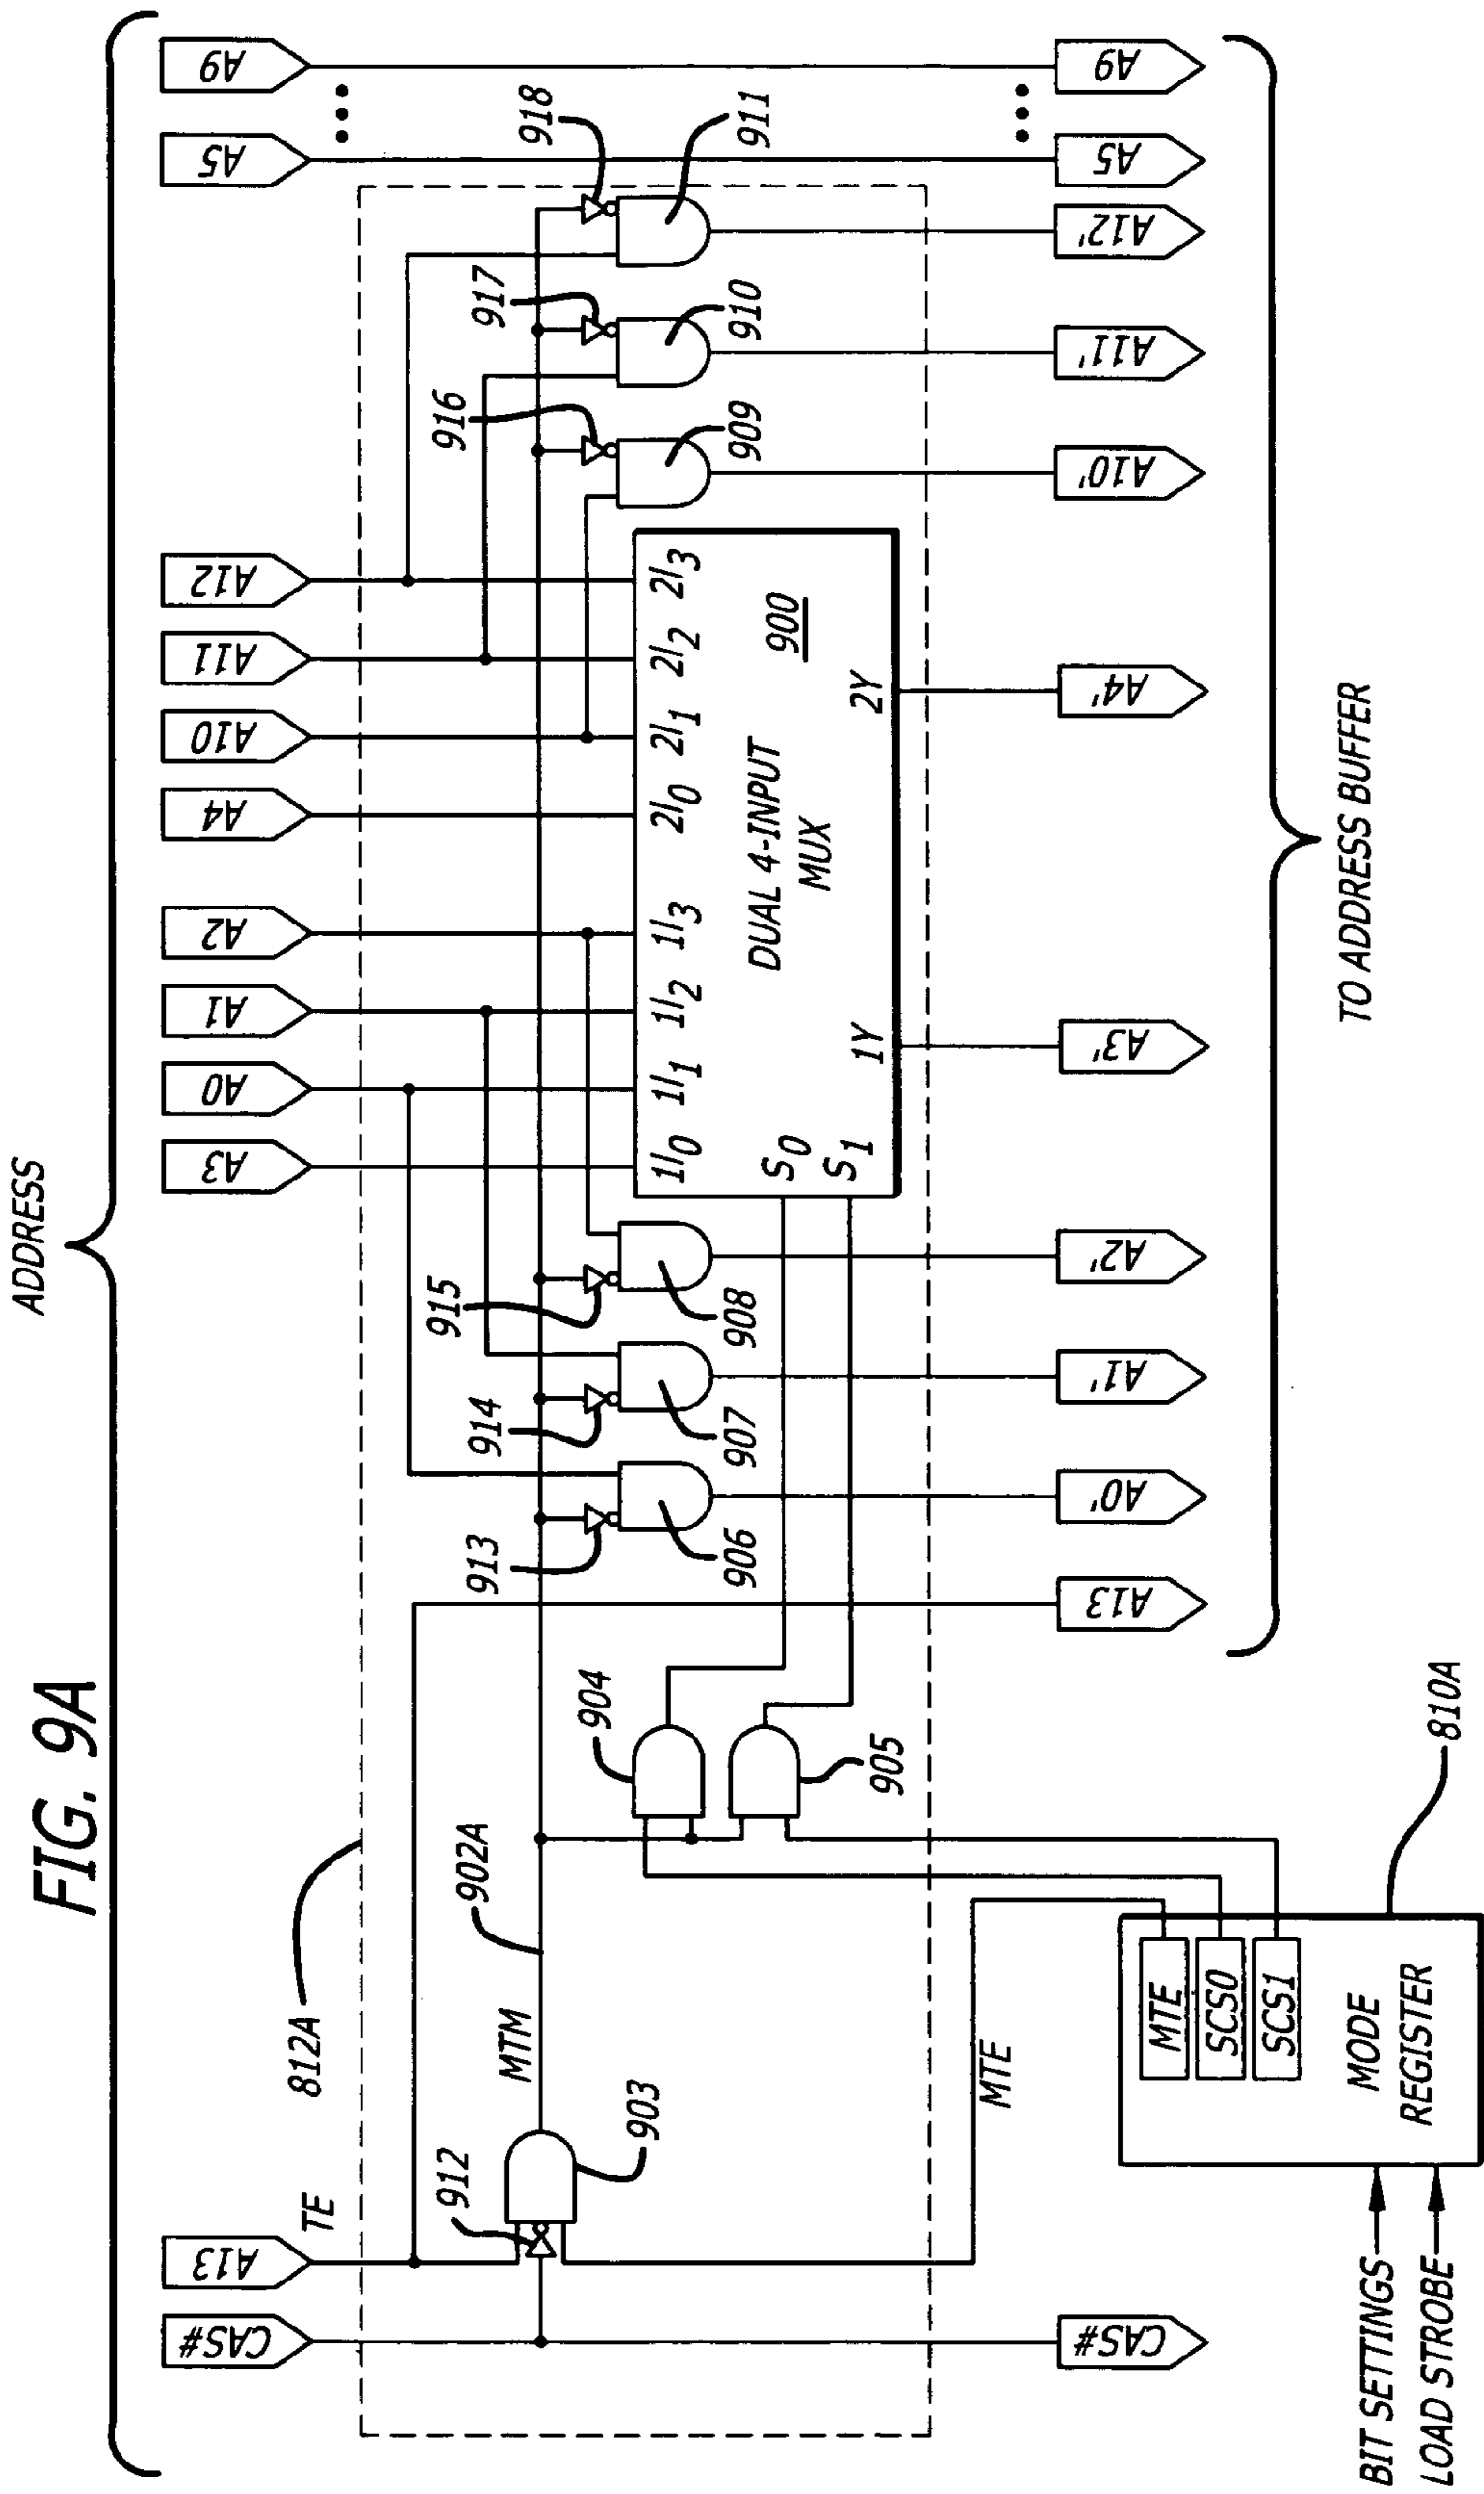 FIG. 9A
ADDRESS
CAS#
A13
A3
A0
A1
A2
A4
A10
A11
A12
A5
A9
TE
812A
912
903
MTM
902A
MTE
904
905
913
914
915
906
907
908
916
917
918
909
910
911
1I0
1I1
1I2
1I3
2I0
2I1
2I2
2I3
S0
S1
DUAL 4-INPUT
MUX
900
1Y
2Y
CAS#
A13
A0'
A1'
A2'
A3'
A4'
A10'
A11'
A12'
A5
A9
TO ADDRESS BUFFER
BIT SETTINGS
LOAD STROBE
MTE
SCS0
SCS1
MODE
REGISTER
810A